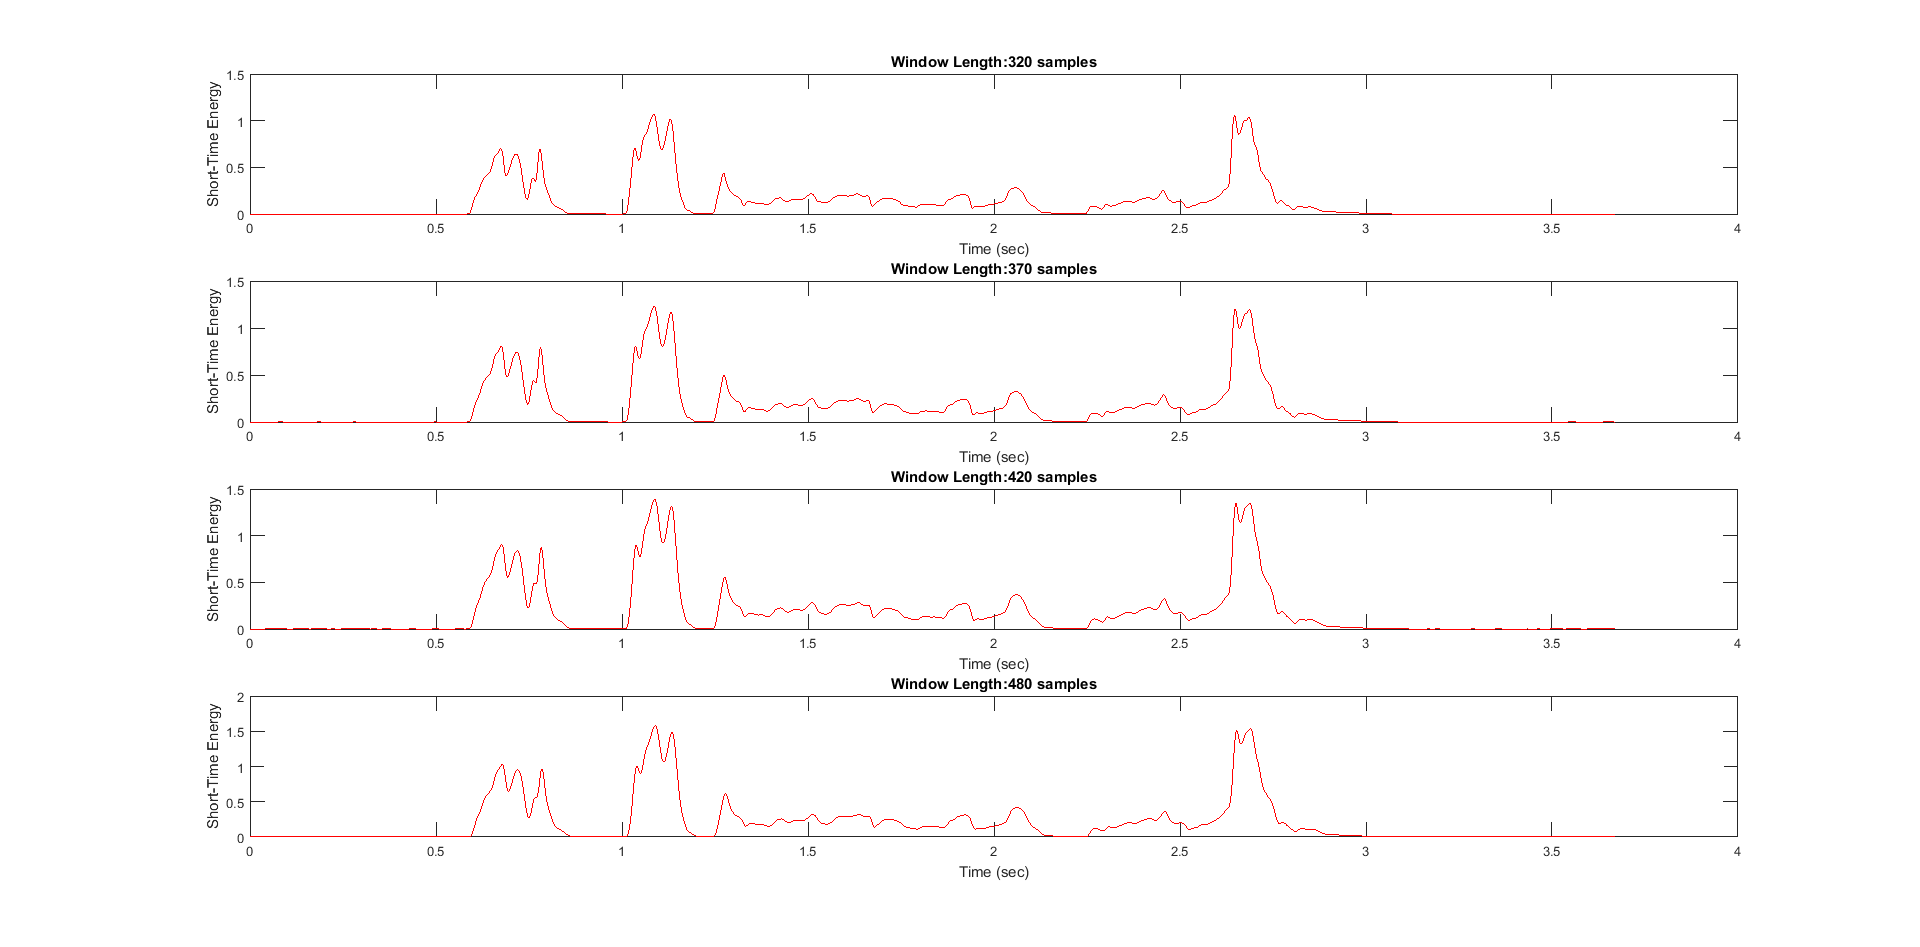 Window Length:320 samples
Short-Time Energy
1.5
1
0.5
0
0 0.5 1 1.5 2 2.5 3 3.5 4
Time (sec)
Window Length:370 samples
Short-Time Energy
1.5
1
0.5
0
0 0.5 1 1.5 2 2.5 3 3.5 4
Time (sec)
Window Length:420 samples
Short-Time Energy
1.5
1
0.5
0
0 0.5 1 1.5 2 2.5 3 3.5 4
Time (sec)
Window Length:480 samples
Short-Time Energy
2
1.5
1
0.5
0
0 0.5 1 1.5 2 2.5 3 3.5 4
Time (sec)